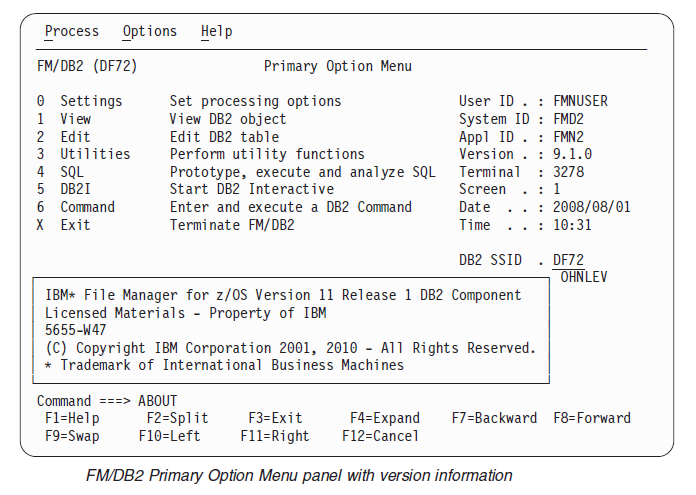 Process Options Help
FM/DB2 (DF72) Primary Option Menu
0 Settings Set processing options User ID . : FMNUSER
1 View View DB2 object System ID : FMD2
2 Edit Edit DB2 table Appl ID . : FMN2
3 Utilities Perform utility functions Version . : 9.1.0
4 SQL Prototype, execute and analyze SQL Terminal : 3278
5 DB2I Start DB2 Interactive Screen . : 1
6 Command Enter and execute a DB2 Command Date . . : 2008/08/01
X Exit Terminate FM/DB2 Time . . : 10:31
DB2 SSID . DF72
OHNLEV
IBM* File Manager for z/OS Version 11 Release 1 DB2 Component
Licensed Materials - Property of IBM
5655-W47
(C) Copyright IBM Corporation 2001, 2010 - All Rights Reserved.
* Trademark of International Business Machines
Command ===> ABOUT
F1=Help F2=Split F3=Exit F4=Expand F7=Backward F8=Forward
F9=Swap F10=Left F11=Right F12=Cancel
FM/DB2 Primary Option Menu panel with version information